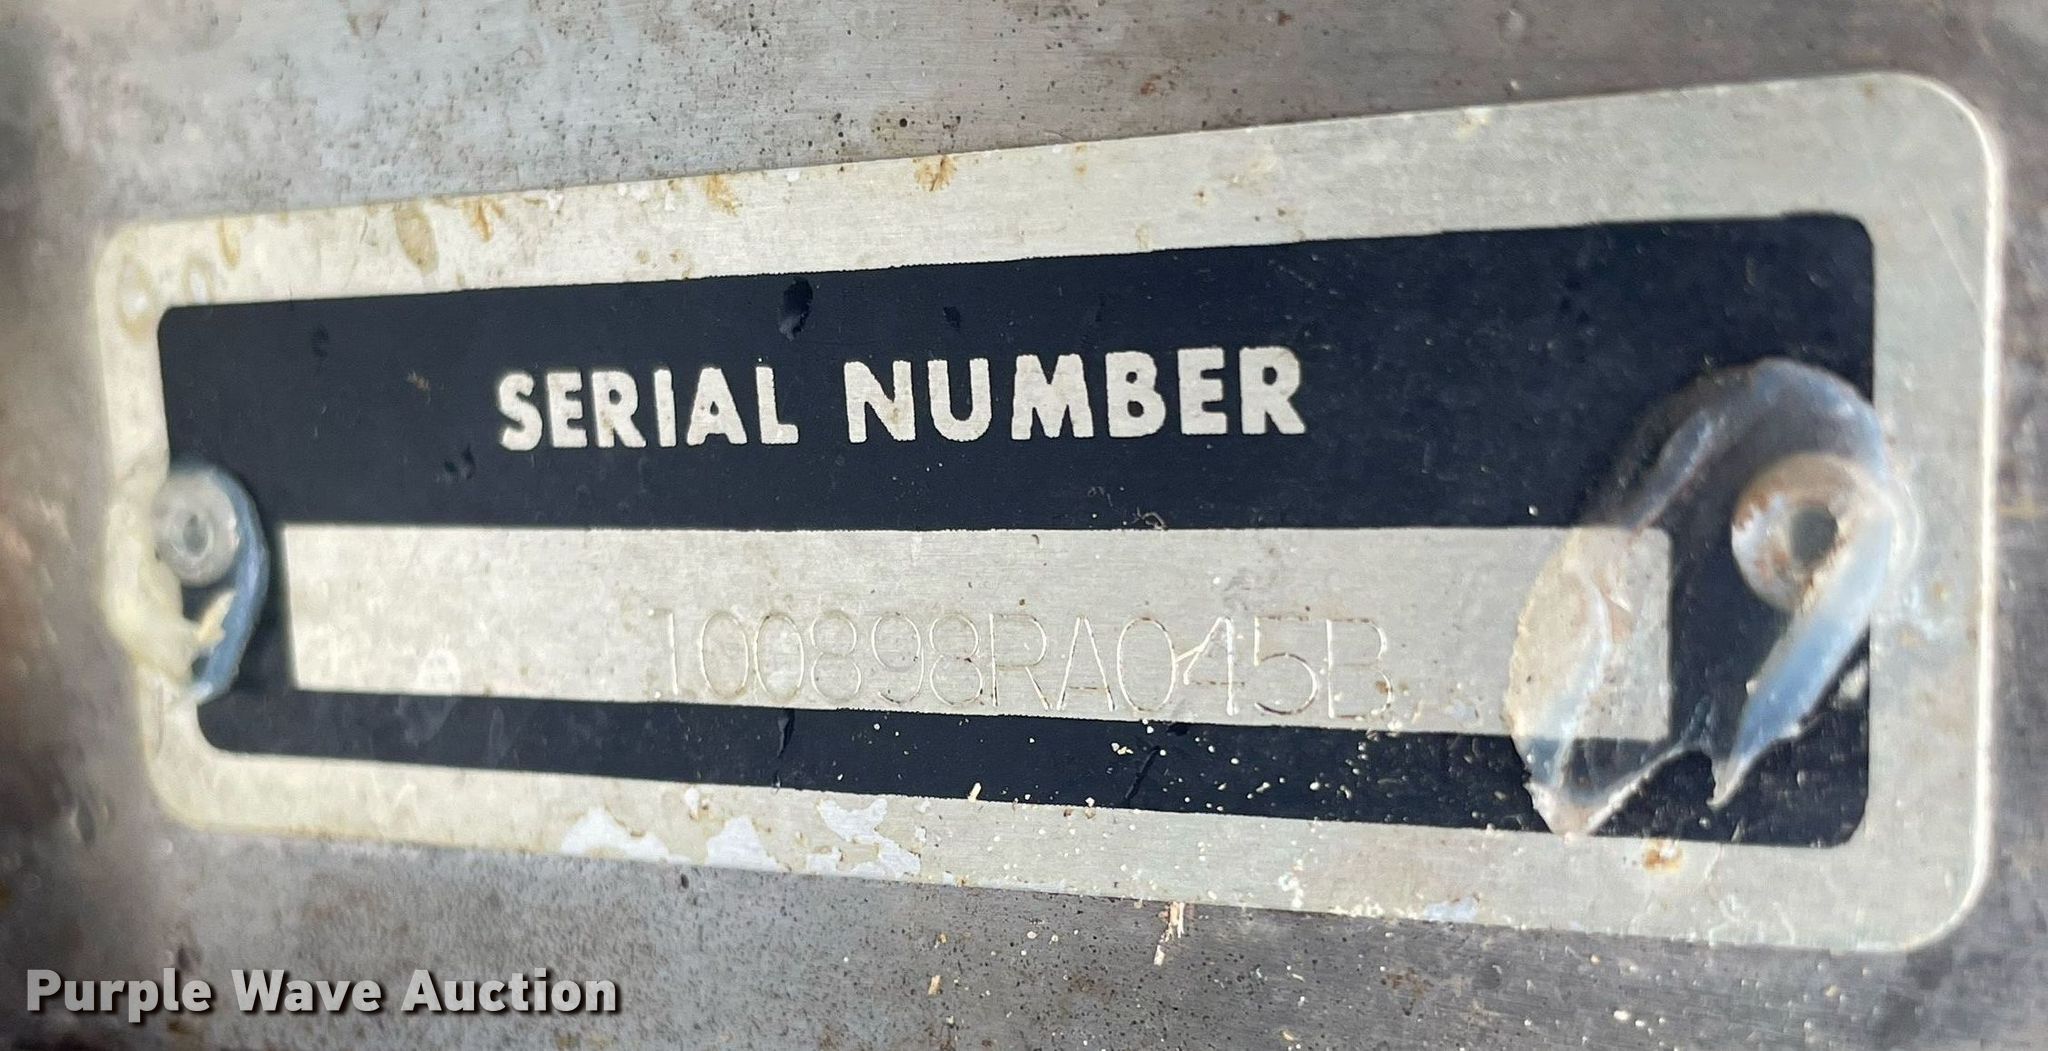 SERIAL NUMBER
100898RA045B
Purple Wave Auction